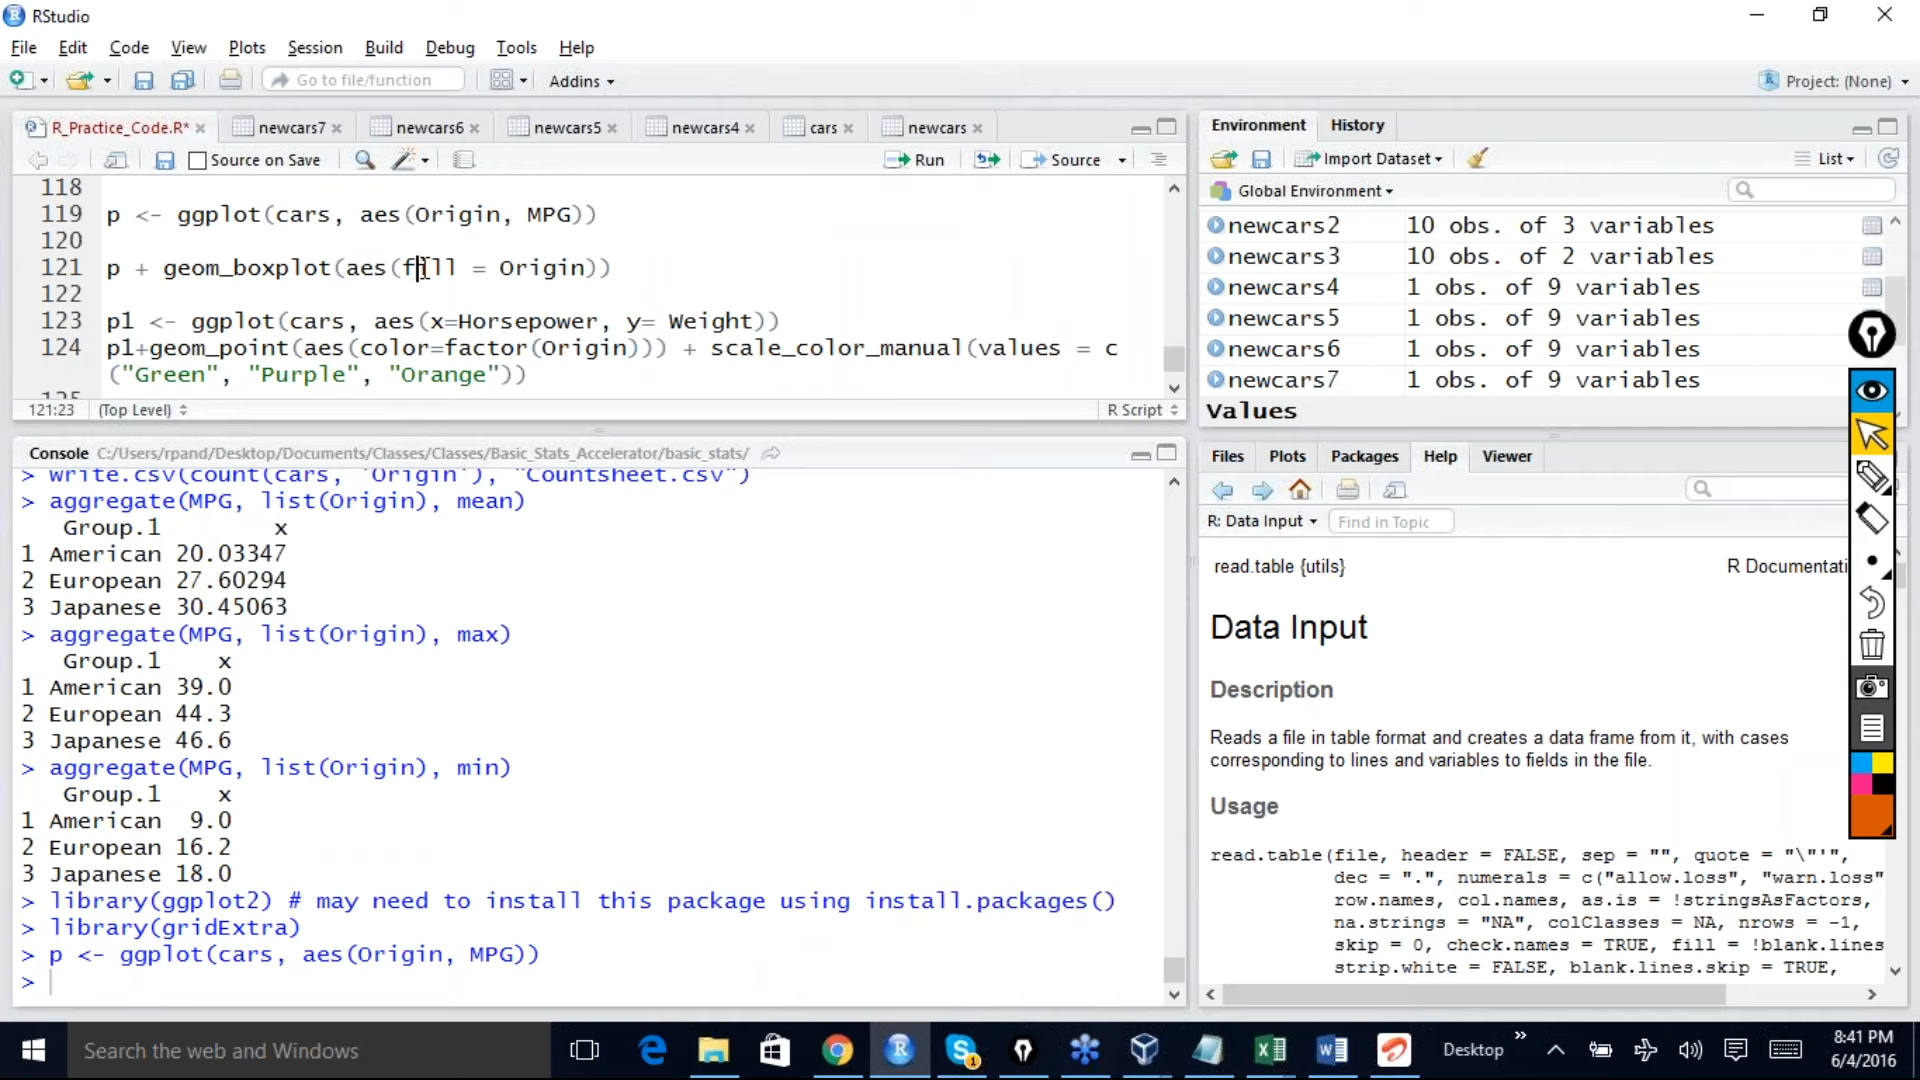 RStudio
File Edit Code View Plots Session Build Debug Tools Help
Go to file/function Addins Project: (None)
R_Practice_Code.R* newcars7 newcars6 newcars5 newcars4 cars newcars
Source on Save Run Source
118
119 p <- ggplot(cars, aes(Origin, MPG))
120
121 p + geom_boxplot(aes(fill = Origin))
122
123 p1 <- ggplot(cars, aes(x=Horsepower, y= Weight))
124 p1+geom_point(aes(color=factor(Origin))) + scale_color_manual(values = c
("Green", "Purple", "Orange"))
125
121:23 (Top Level) R Script
Console C:/Users/rpand/Desktop/Documents/Classes/Classes/Basic_Stats_Accelerator/basic_stats/
> write.csv(count(cars, 'Origin'), "Countsheet.csv")
> aggregate(MPG, list(Origin), mean)
Group.1 x
1 American 20.03347
2 European 27.60294
3 Japanese 30.45063
> aggregate(MPG, list(Origin), max)
Group.1 x
1 American 39.0
2 European 44.3
3 Japanese 46.6
> aggregate(MPG, list(Origin), min)
Group.1 x
1 American 9.0
2 European 16.2
3 Japanese 18.0
> library(ggplot2) # may need to install this package using install.packages()
> library(gridExtra)
> p <- ggplot(cars, aes(Origin, MPG))
>
Environment History
Import Dataset List
Global Environment
newcars2 10 obs. of 3 variables
newcars3 10 obs. of 2 variables
newcars4 1 obs. of 9 variables
newcars5 1 obs. of 9 variables
newcars6 1 obs. of 9 variables
newcars7 1 obs. of 9 variables
Values
Files Plots Packages Help Viewer
R: Data Input Find in Topic
read.table {utils} R Documentati
Data Input
Description
Reads a file in table format and creates a data frame from it, with cases
corresponding to lines and variables to fields in the file.
Usage
read.table(file, header = FALSE, sep = "", quote = "\"'",
dec = ".", numerals = c("allow.loss", "warn.loss"
row.names, col.names, as.is = !stringsAsFactors,
na.strings = "NA", colClasses = NA, nrows = -1,
skip = 0, check.names = TRUE, fill = !blank.lines
strip.white = FALSE, blank.lines.skip = TRUE,
Search the web and Windows
Desktop
8:41 PM
6/4/2016